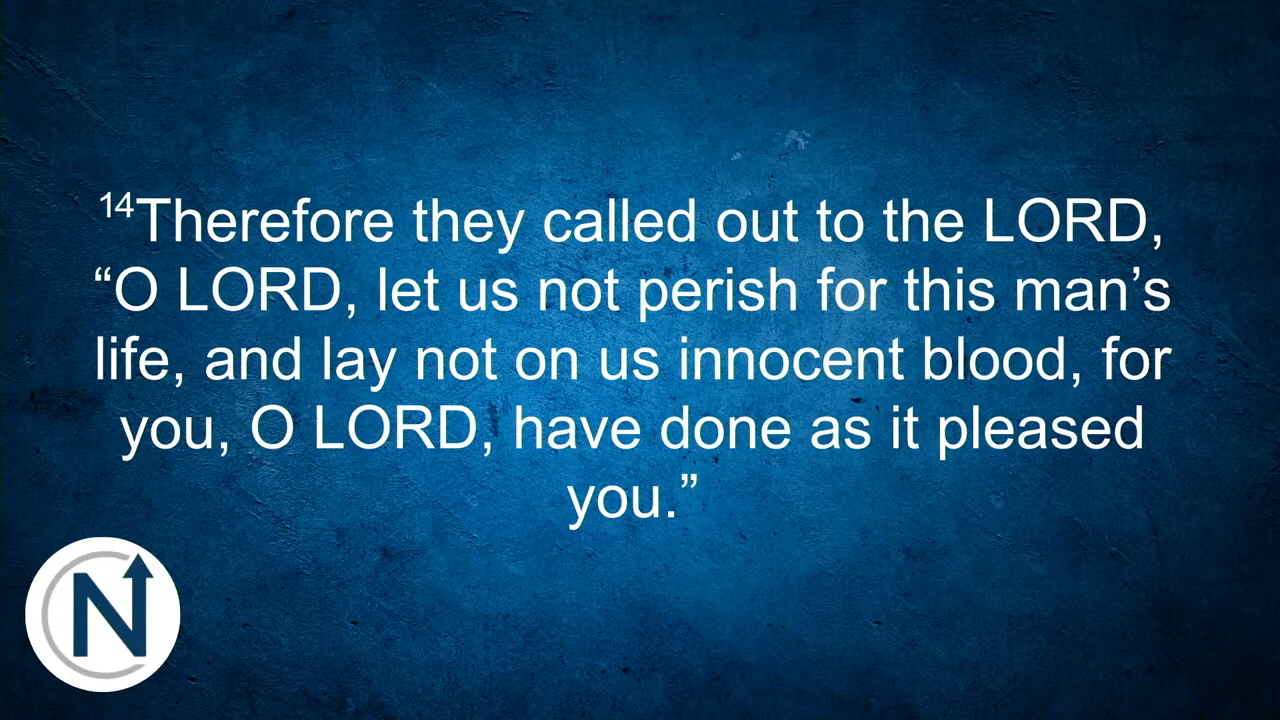 14Therefore they called out to the LORD,
“O LORD, let us not perish for this man’s
life, and lay not on us innocent blood, for
you, O LORD, have done as it pleased
you.”
N